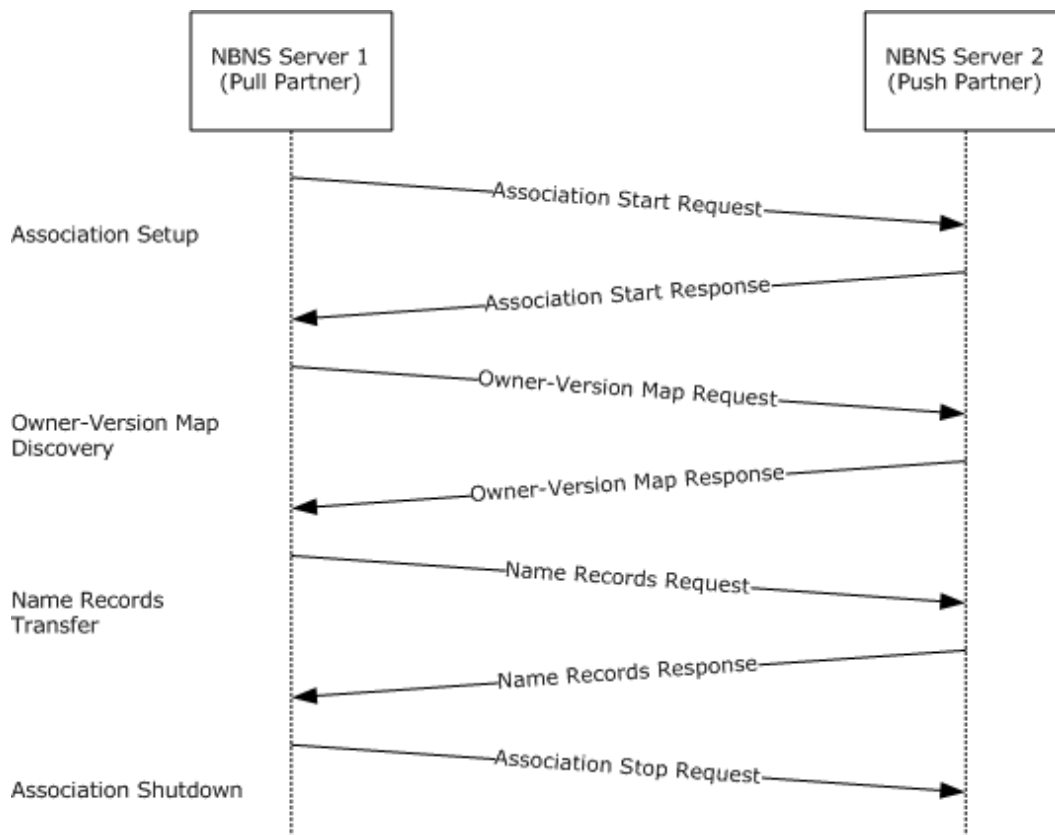 NBNS Server 1
(Pull Partner)
NBNS Server 2
(Push Partner)
Association Start Request
Association Setup
Association Start Response
Owner-Version Map Request
Owner-Version Map
Discovery
Owner-Version Map Response
Name Records Request
Name Records
Transfer
Name Records Response
Association Stop Request
Association Shutdown